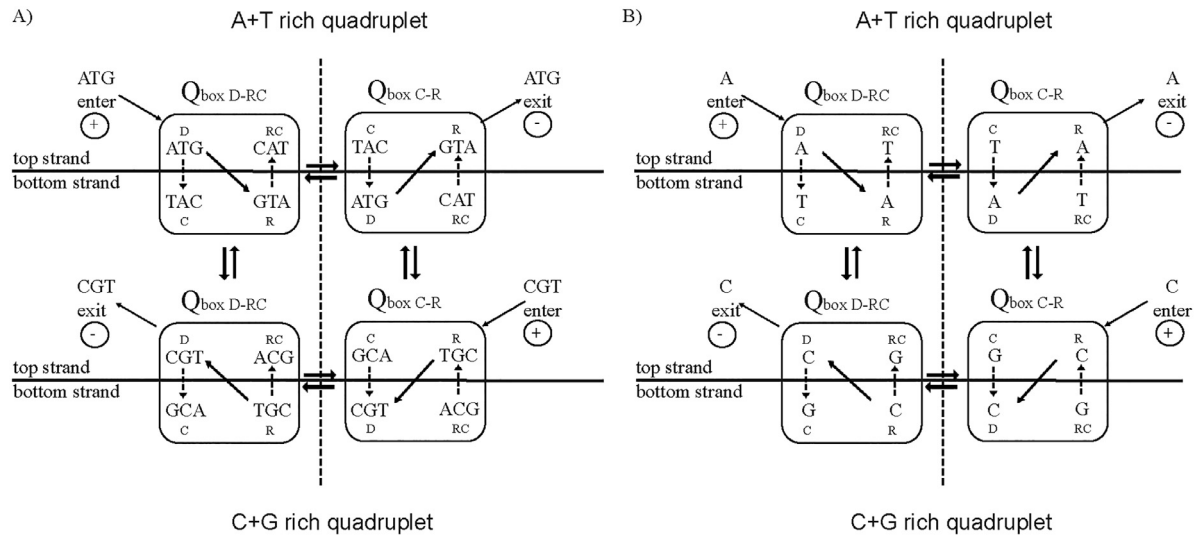 A)
A+T rich quadruplet
ATG
enter
+
Qbox D-RC
Qbox C-R
ATG
exit
-
D
RC
C
R
ATG
CAT
TAC
GTA
top strand
bottom strand
TAC
GTA
ATG
CAT
C
R
D
RC
CGT
exit
-
Qbox D-RC
Qbox C-R
CGT
enter
+
D
RC
C
R
CGT
ACG
GCA
TGC
top strand
bottom strand
GCA
TGC
CGT
ACG
C
R
D
RC
C+G rich quadruplet
B)
A+T rich quadruplet
A
enter
+
Qbox D-RC
Qbox C-R
A
exit
-
D
RC
C
R
A
T
T
A
top strand
bottom strand
T
A
A
T
C
R
D
RC
C
exit
-
Qbox D-RC
Qbox C-R
C
enter
+
D
RC
C
R
C
G
G
C
top strand
bottom strand
G
C
C
G
C
R
D
RC
C+G rich quadruplet